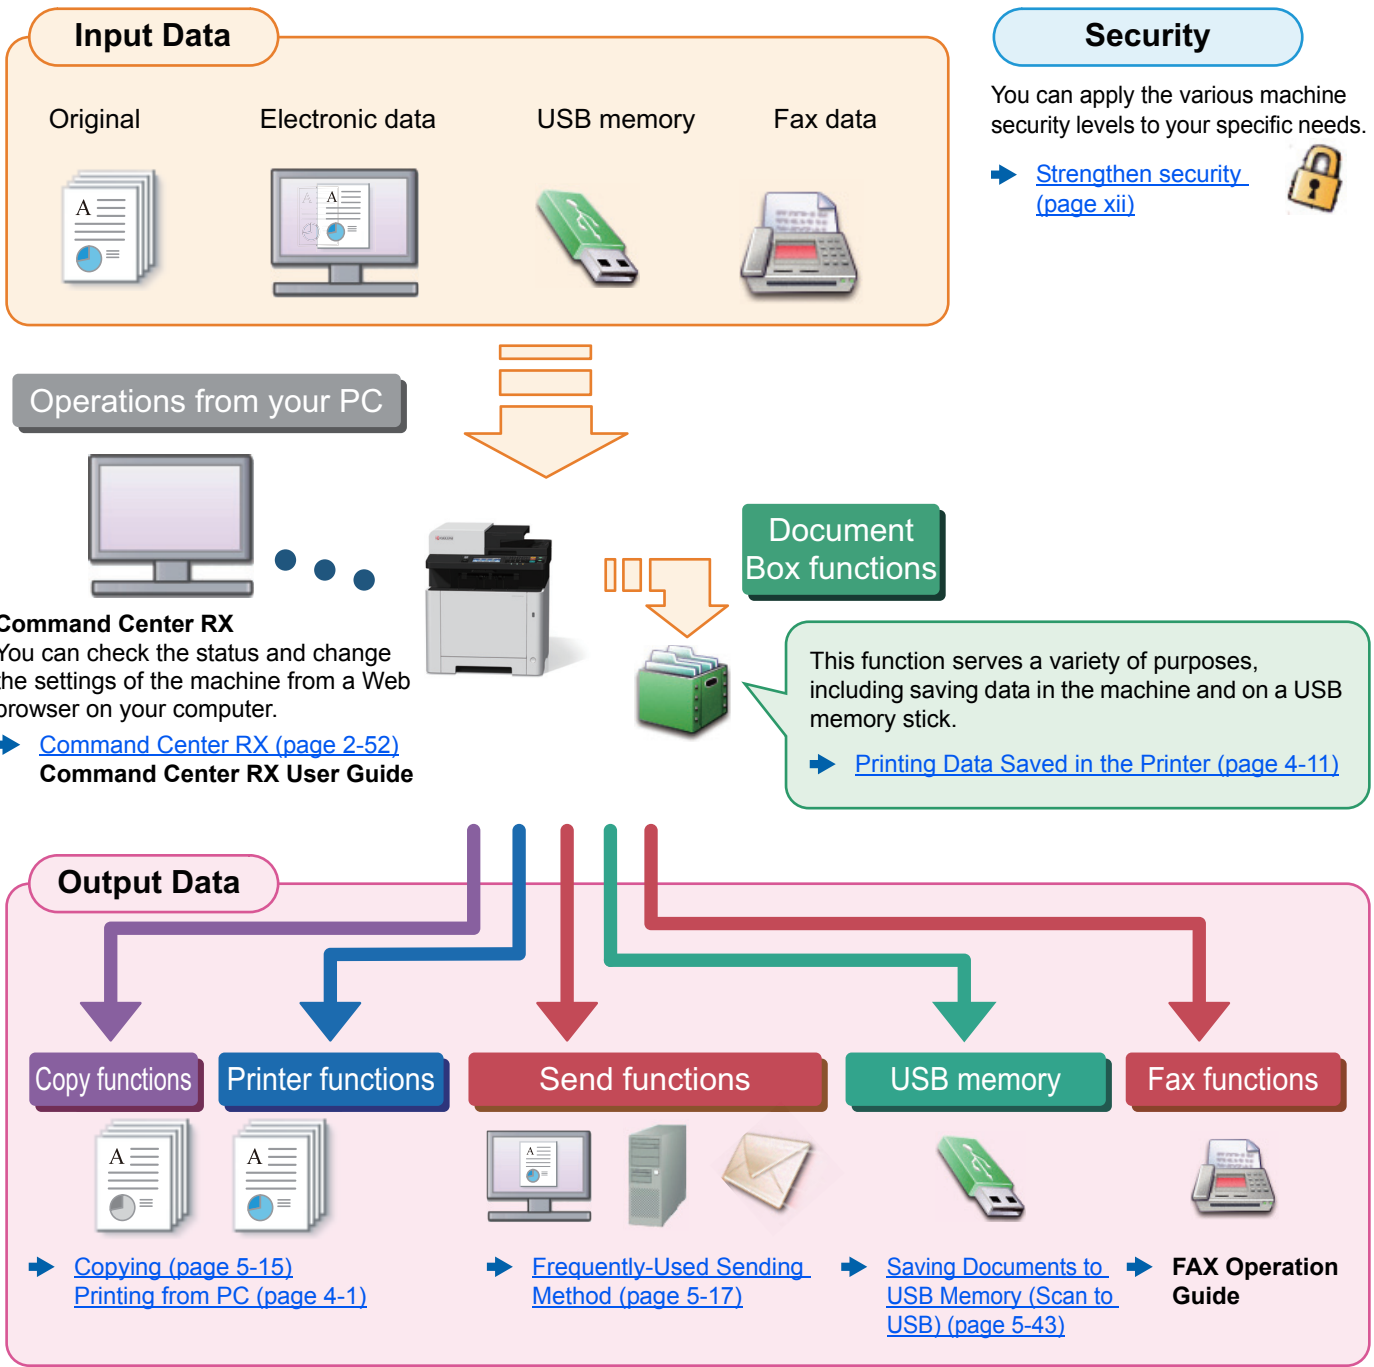 Input Data
Original
Electronic data
USB memory
Fax data
Security
You can apply the various machine
security levels to your specific needs.
Strengthen security
(page xii)
Operations from your PC
Command Center RX
You can check the status and change
the settings of the machine from a Web
browser on your computer.
Command Center RX (page 2-52)
Command Center RX User Guide
Document
Box functions
This function serves a variety of purposes,
including saving data in the machine and on a USB
memory stick.
Printing Data Saved in the Printer (page 4-11)
Output Data
Copy functions
Printer functions
Send functions
USB memory
Fax functions
Copying (page 5-15)
Printing from PC (page 4-1)
Frequently-Used Sending
Method (page 5-17)
Saving Documents to
USB Memory (Scan to
USB) (page 5-43)
FAX Operation
Guide